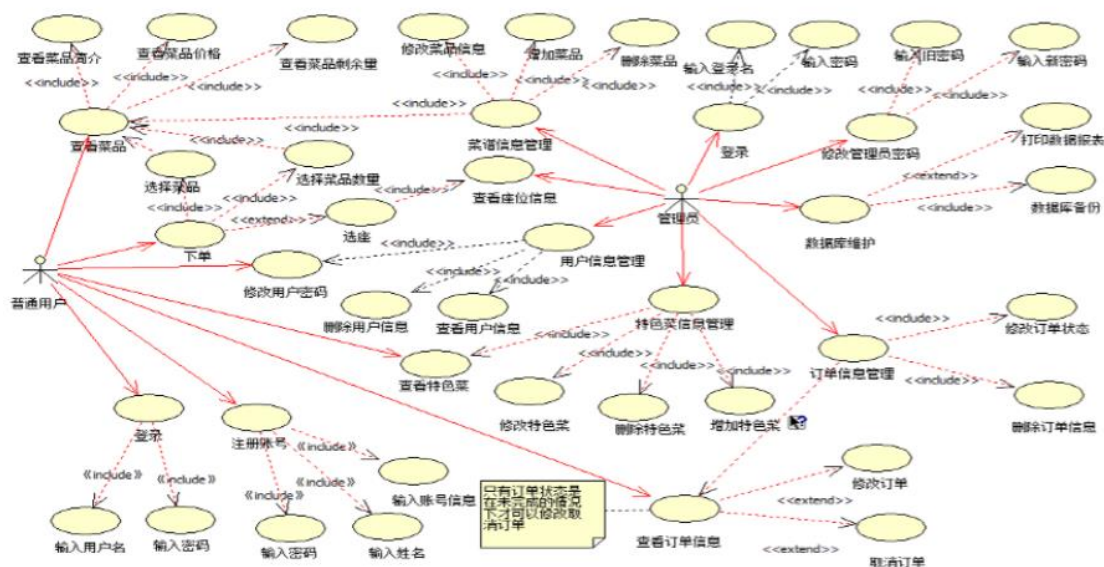 查看菜品简介
查看菜品价格
查看菜品剩余量
修改菜品信息
增加菜品
删除菜品
输入登录名
输入密码
输入旧密码
输入新密码
<<include>>
<<include>>
<<include>>
<<include>>
<<include>>
<<include>>
<<include>>
<<include>>
<<include>>
<<include>>
查看菜品
<<include>>
菜谱信息管理
登录
修改管理员密码
打印数据报表
<<include>>
选择菜品
选择菜品数量
<<include>>
查看座位信息
<<extend>>
<<include>>
数据库备份
<<include>>
<<include>>
<<extend>>
下单
选座
管理员
数据库维护
<<include>>
用户信息管理
普通用户
修改用户密码
<<include>>
<<include>>
删除用户信息
查看用户信息
特色菜信息管理
<<include>>
修改订单状态
<<include>>
<<include>>
<<include>>
<<include>>
查看特色菜
订单信息管理
<<include>>
修改特色菜
删除特色菜
增加特色菜
删除订单信息
登录
注册账号
《include》
《include》
《include》
《include》
《include》
输入账号信息
只有订单状态是
在未完成的情况
下才可以修改取
消订单
修改订单
<<extend>>
输入用户名
输入密码
输入密码
输入姓名
查看订单信息
<<extend>>
取消订单